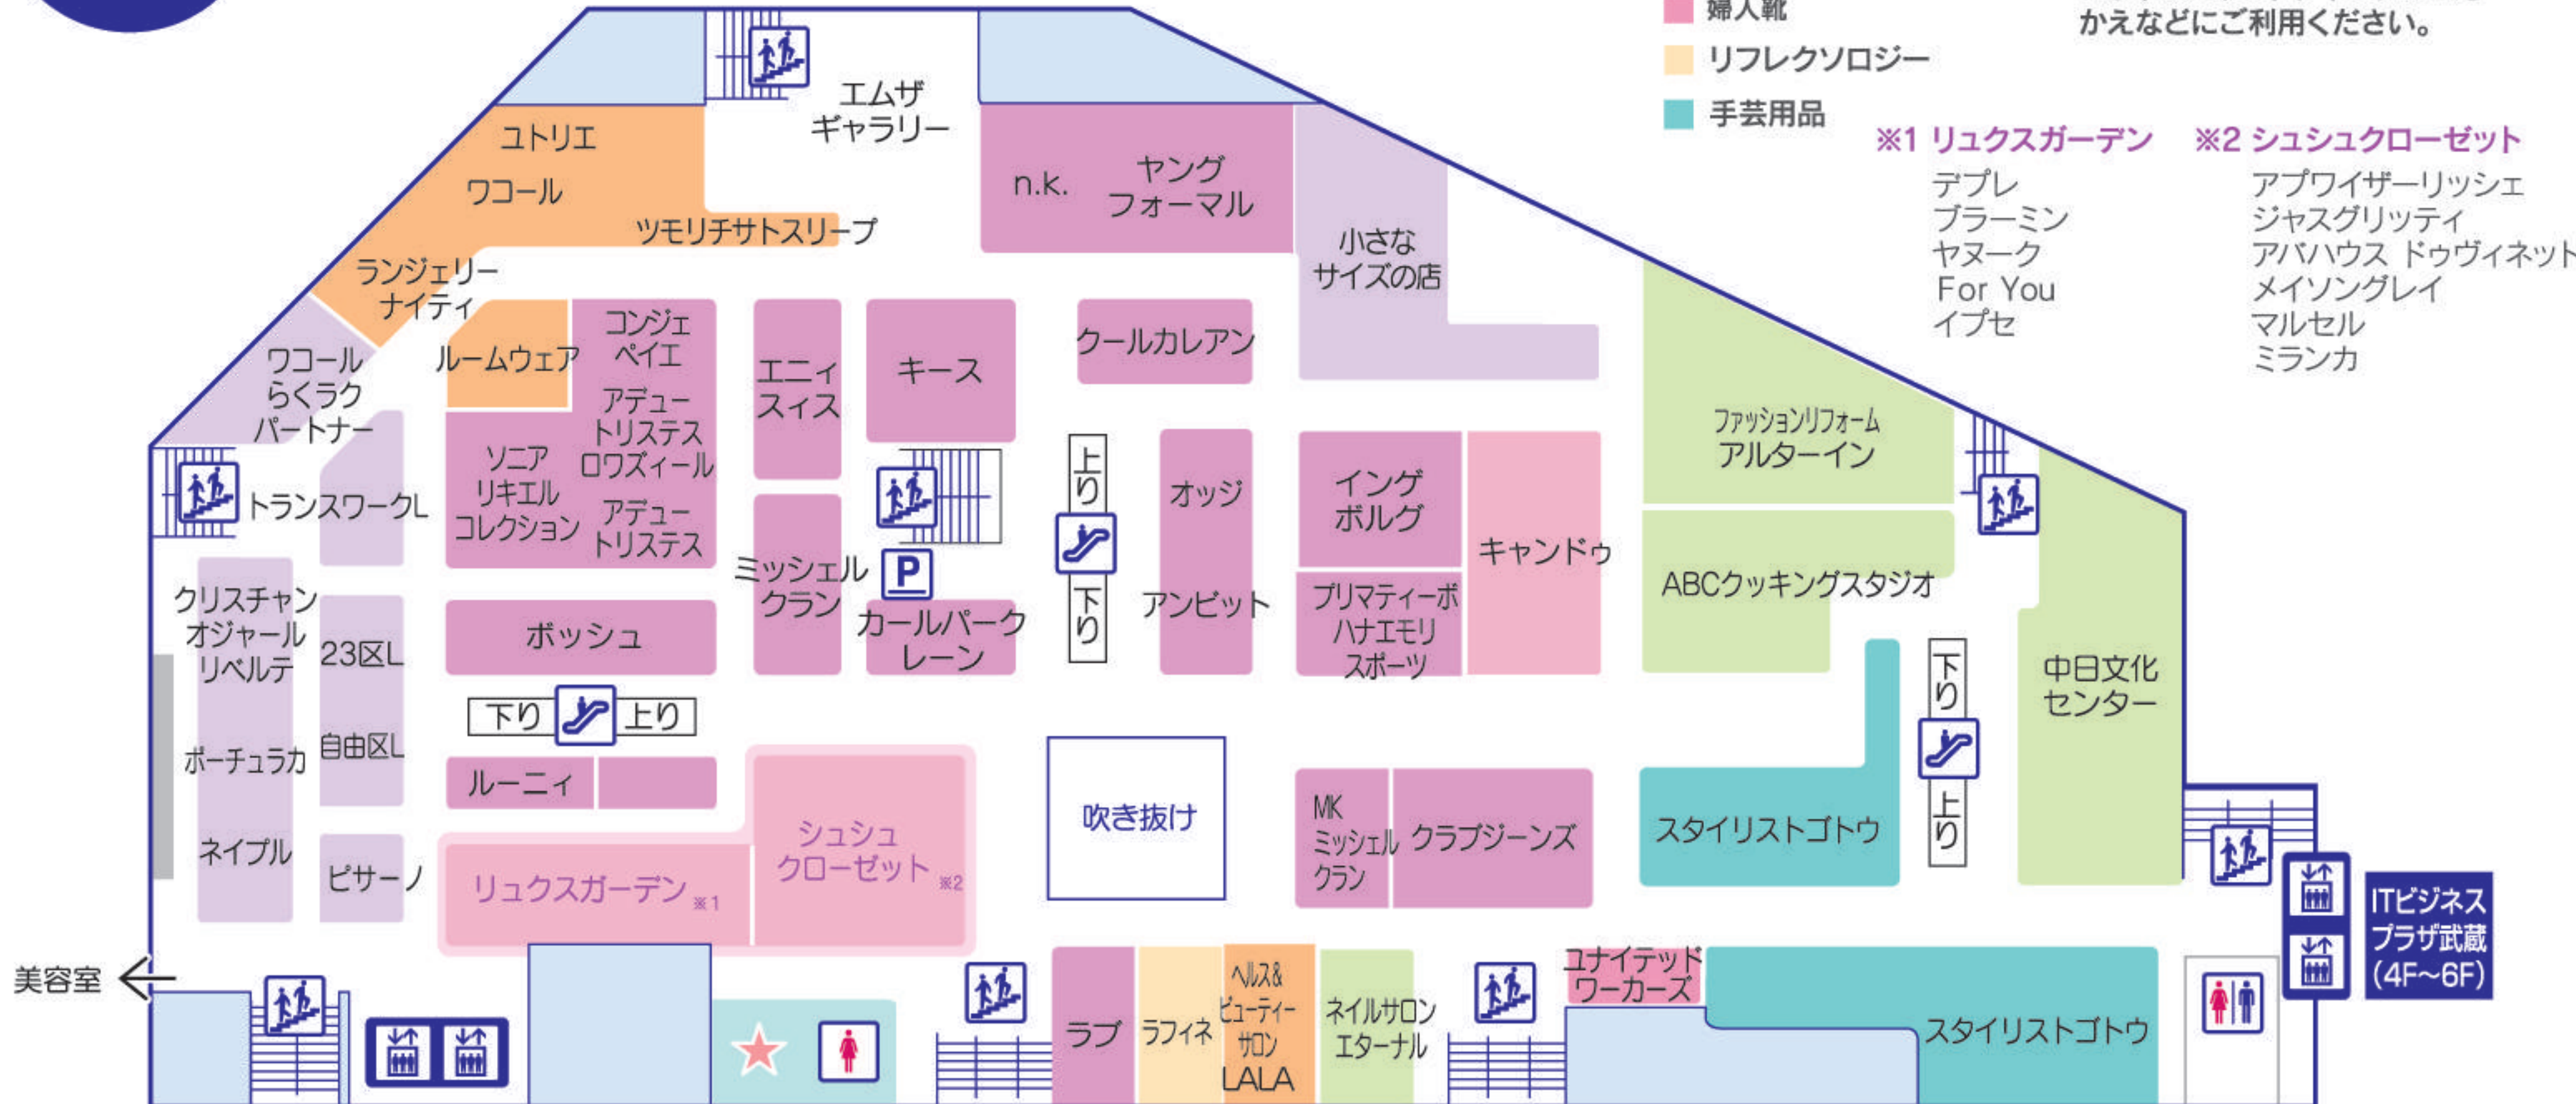 婦人靴
リフレクソロジー
手芸用品
かえなどにご利用ください。
※1 リュクスガーデン
デプレ
ブラーミン
ヤヌーク
For You
イプセ
※2 シュシュクローゼット
アプワイザーリッシェ
ジャスグリッティ
アバハウス ドゥヴィネット
メイソングレイ
マルセル
ミランカ
エムザ
ギャラリー
ユトリエ
ワコール
ツモリチサトスリープ
ランジェリー
ナイティ
n.k.
ヤング
フォーマル
小さな
サイズの店
ワコール
らくラク
パートナー
ルームウェア
コンジェ
ペイエ
アデュー
トリステス
ロワズィール
アデュー
トリステス
ソニア
リキエル
コレクション
エニィ
スィス
キース
クールカレアン
トランスワークL
ミッシェル
クラン
P
カールパーク
レーン
上り
下り
オッジ
アンビット
インゲ
ボルグ
プリマティーボ
ハナエモリ
スポーツ
キャンドゥ
ファッションリフォーム
アルターイン
ABCクッキングスタジオ
中日文化
センター
クリスチャン
オジャール
リベルテ
ポーチュラカ
ネイプル
23区L
自由区L
ピサーノ
ボッシュ
下り
上り
ルーニィ
リュクスガーデン ※1
シュシュ
クローゼット ※2
吹き抜け
MK
ミッシェル
クラン
クラブジーンズ
スタイリストゴトウ
下り
上り
ITビジネス
プラザ武蔵
(4F〜6F)
美容室
ラブ
ラフィネ
ヘルス&
ビューティー
サロン
LALA
ネイルサロン
エターナル
ユナイテッド
ワーカーズ
スタイリストゴトウ